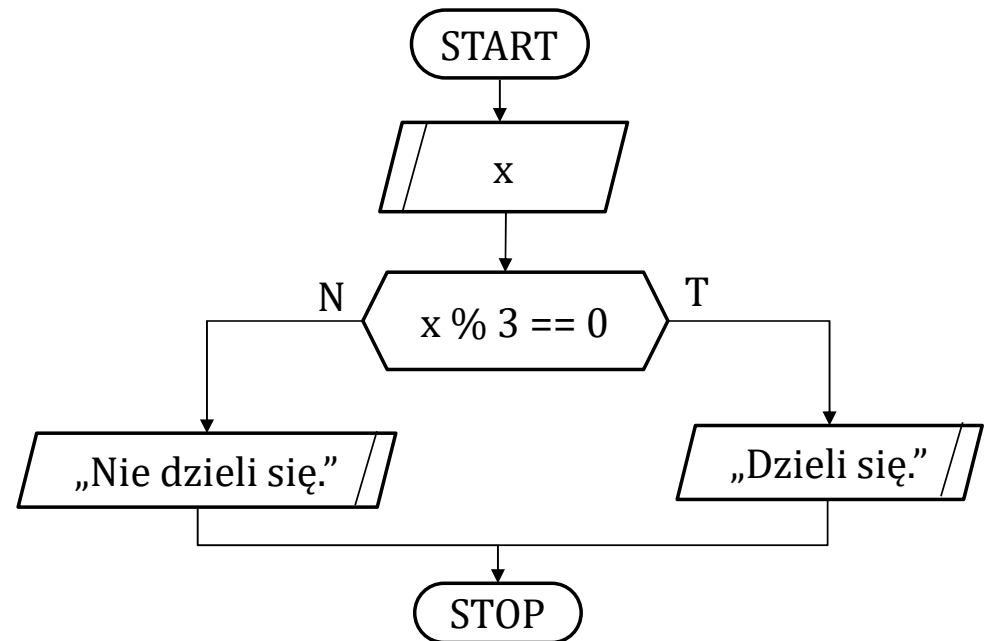 START
x
N
T
x % 3 == 0
„Nie dzieli się.”
„Dzieli się.”
STOP